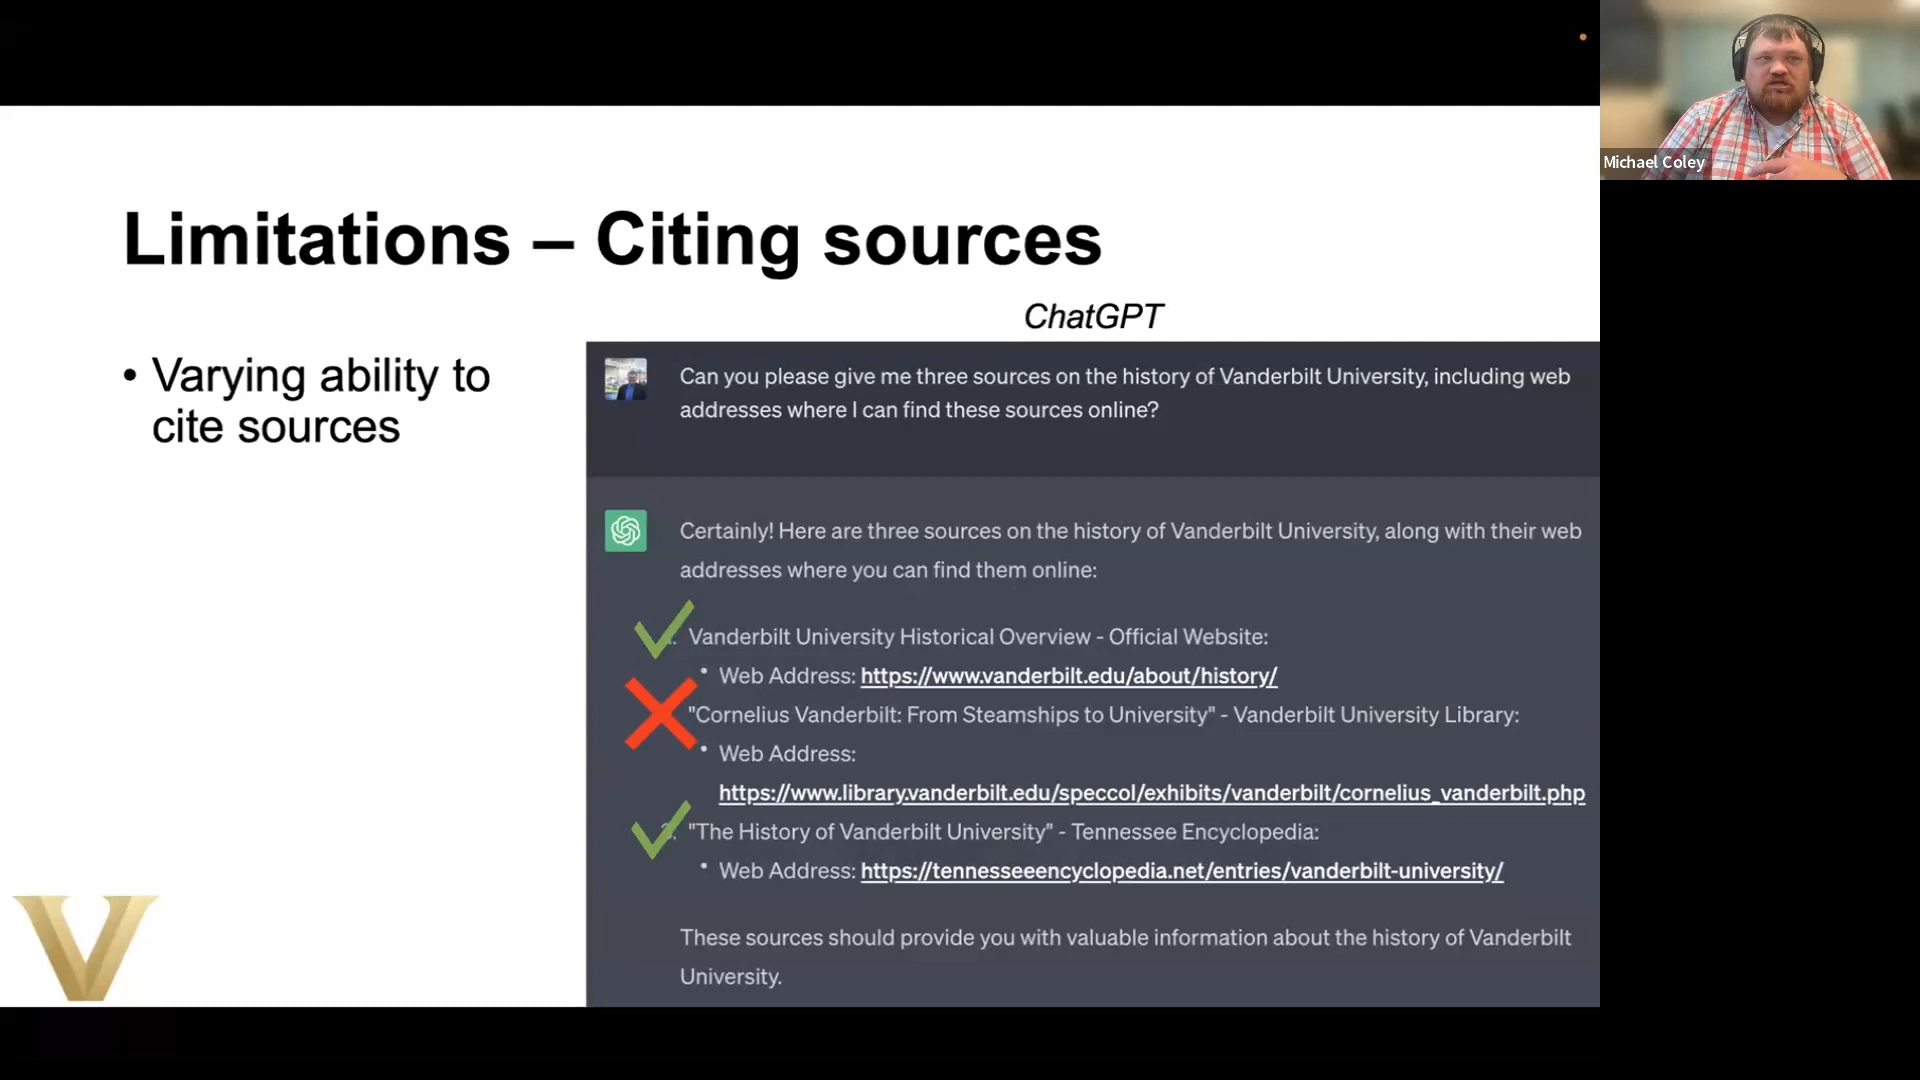 Michael Coley
Limitations – Citing sources
ChatGPT
• Varying ability to
cite sources
Can you please give me three sources on the history of Vanderbilt University, including web
addresses where I can find these sources online?
Certainly! Here are three sources on the history of Vanderbilt University, along with their web
addresses where you can find them online:
Vanderbilt University Historical Overview - Official Website:
• Web Address: https://www.vanderbilt.edu/about/history/
"Cornelius Vanderbilt: From Steamships to University" - Vanderbilt University Library:
• Web Address:
https://www.library.vanderbilt.edu/speccol/exhibits/vanderbilt/cornelius_vanderbilt.php
3. "The History of Vanderbilt University" - Tennessee Encyclopedia:
• Web Address: https://tennesseeencyclopedia.net/entries/vanderbilt-university/
These sources should provide you with valuable information about the history of Vanderbilt
University.
V